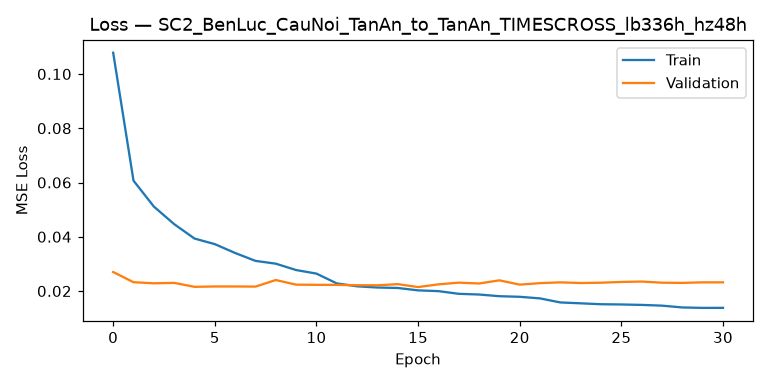 Loss — SC2_BenLuc_CauNoi_TanAn_to_TanAn_TIMESCROSS_lb336h_hz48h
Train
Validation
0.10
0.08
0.06
0.04
0.02
MSE Loss
0 5 10 15 20 25 30
Epoch